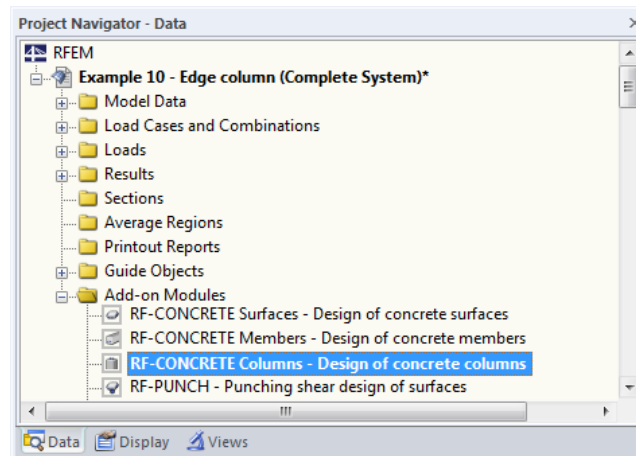 Project Navigator - Data
RFEM
Example 10 - Edge column (Complete System)*
Model Data
Load Cases and Combinations
Loads
Results
Sections
Average Regions
Printout Reports
Guide Objects
Add-on Modules
RF-CONCRETE Surfaces - Design of concrete surfaces
RF-CONCRETE Members - Design of concrete members
RF-CONCRETE Columns - Design of concrete columns
RF-PUNCH - Punching shear design of surfaces
Data Display Views